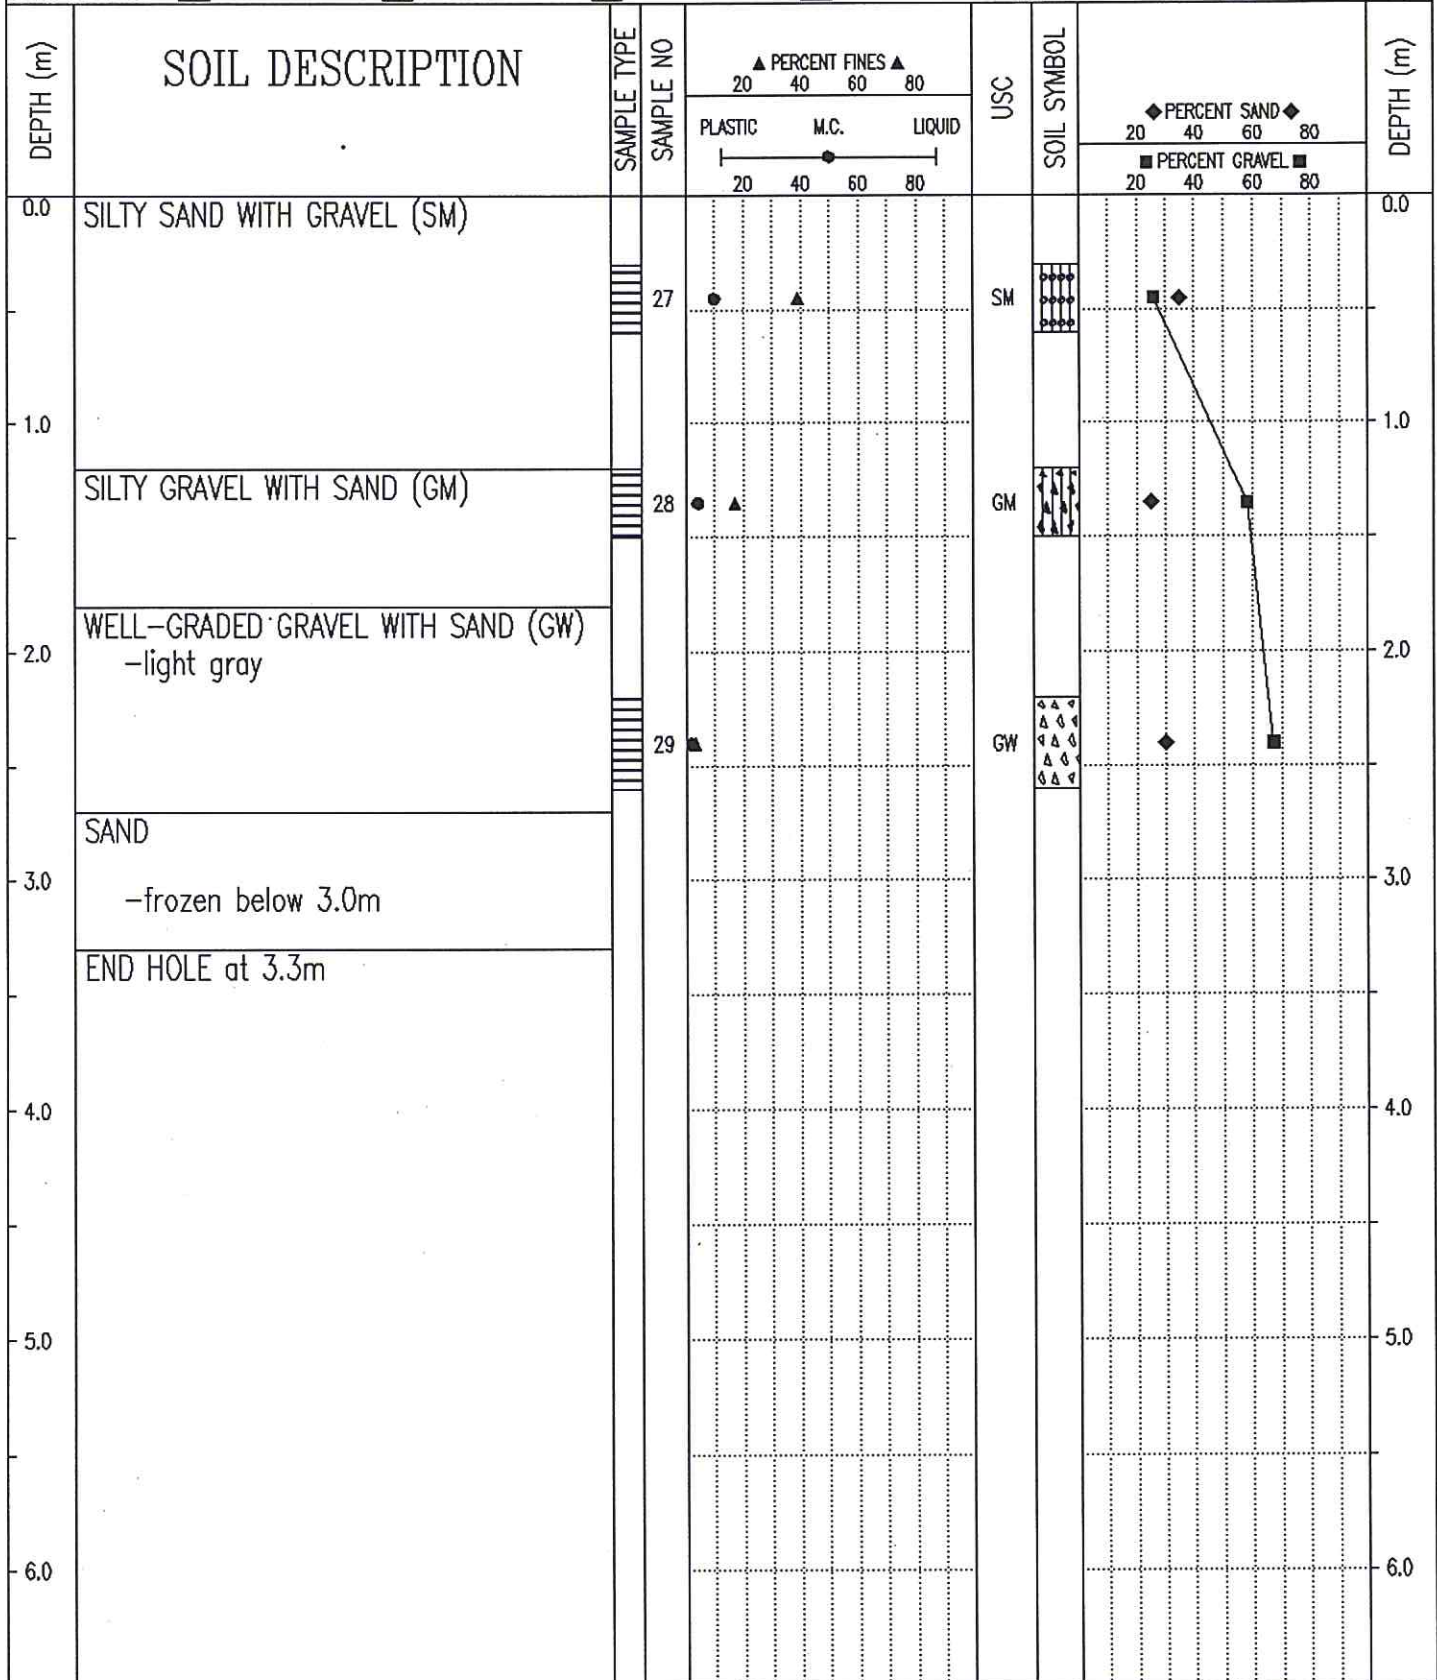 DEPTH (m)
SOIL DESCRIPTION
SAMPLE TYPE
SAMPLE NO
▲ PERCENT FINES ▲
20 40 60 80
PLASTIC M.C. LIQUID
20 40 60 80
USC
SOIL SYMBOL
◆ PERCENT SAND ◆
20 40 60 80
■ PERCENT GRAVEL ■
20 40 60 80
DEPTH (m)
0.0 SILTY SAND WITH GRAVEL (SM) 0.0
27 SM
1.0 1.0
SILTY GRAVEL WITH SAND (GM)
28 GM
WELL-GRADED GRAVEL WITH SAND (GW)
2.0 -light gray 2.0
29 GW
SAND
3.0 3.0
-frozen below 3.0m
END HOLE at 3.3m
4.0 4.0
5.0 5.0
6.0 6.0